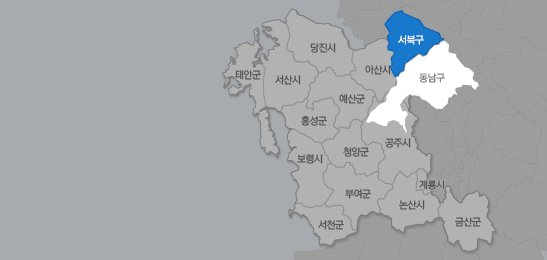 서북구
당진시
동남구
아산시
태안군
서산시
예산군
홍성군
공주시
청양군
보령시
계룡시
부여군
논산시
금산군
서천군